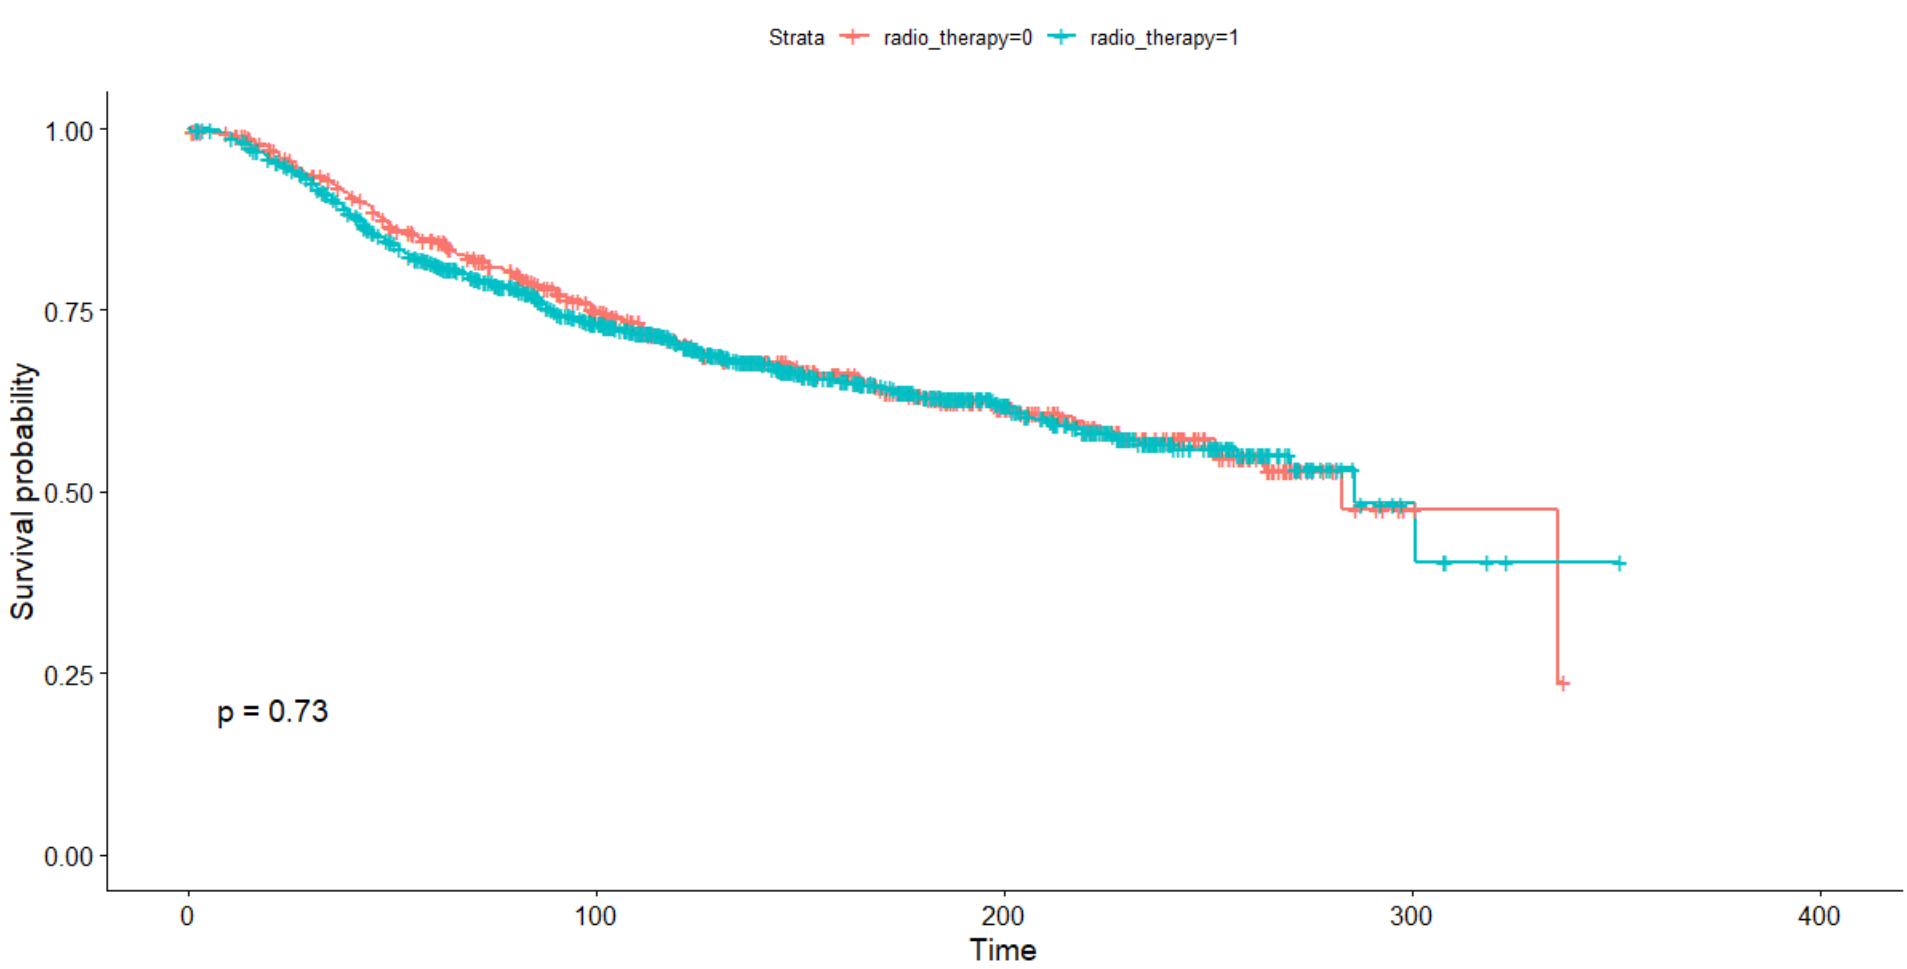 Strata radio_therapy=0 radio_therapy=1
Survival probability
1.00
0.75
0.50
0.25
0.00
p = 0.73
0 100 200 300 400
Time